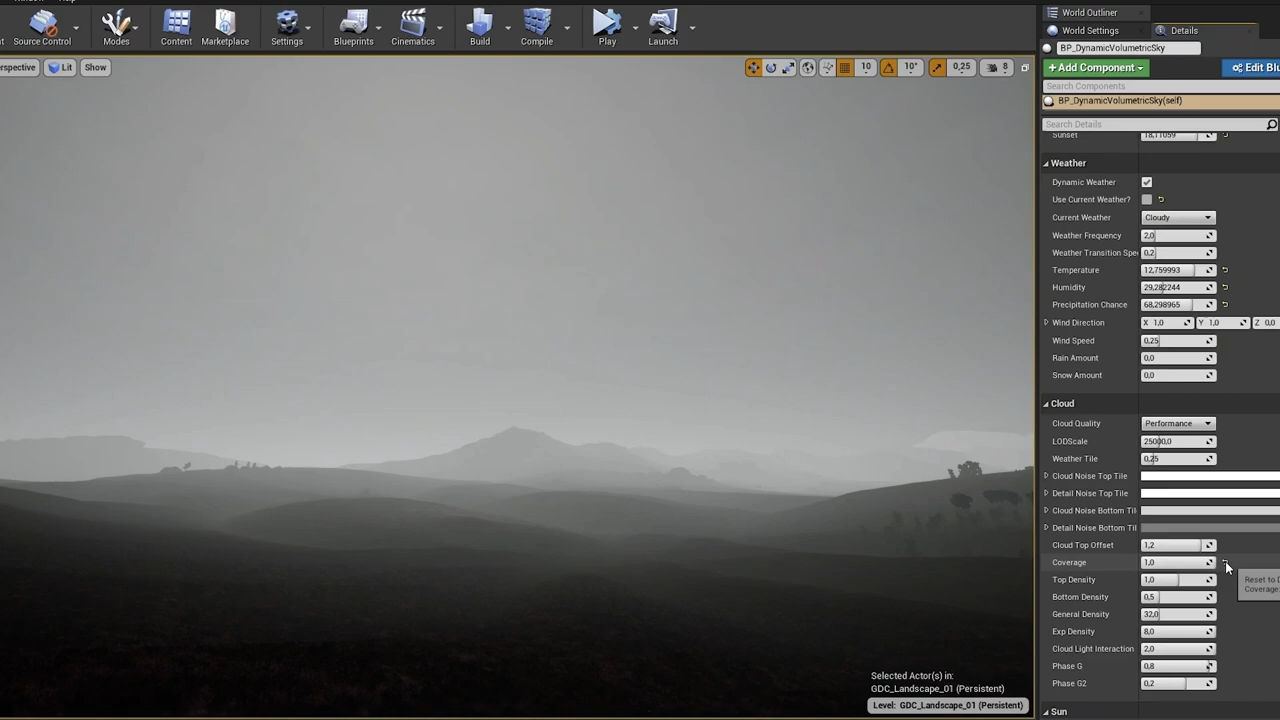 Help
Source Control
Modes
Content
Marketplace
Settings
Blueprints
Cinematics
Build
Compile
Play
Launch
World Outliner
World Settings
Details
BP_DynamicVolumetricSky
+Add Component
Edit Blu
Search Components
BP_DynamicVolumetricSky(self)
Search Details
rspective
Lit
Show
10
10°
0,25
8
Sunset 18,11059
Weather
Dynamic Weather
Use Current Weather?
Current Weather Cloudy
Weather Frequency 2,0
Weather Transition Spe 0,2
Temperature 12,759993
Humidity 29,282244
Precipitation Chance 68,298965
Wind Direction X 1,0 Y 1,0 Z 0,0
Wind Speed 0,25
Rain Amount 0,0
Snow Amount 0,0
Cloud
Cloud Quality Performance
LODScale 25000,0
Weather Tile 0,25
Cloud Noise Top Tile
Detail Noise Top Tile
Cloud Noise Bottom Til
Detail Noise Bottom Til
Cloud Top Offset 1,2
Coverage 1,0
Reset to D
Coverage:
Top Density 1,0
Bottom Density 0,5
General Density 32,0
Exp Density 8,0
Cloud Light Interaction 2,0
Phase G 0,8
Phase G2 0,2
Sun
Selected Actor(s) in:
GDC_Landscape_01 (Persistent)
Level: GDC_Landscape_01 (Persistent)